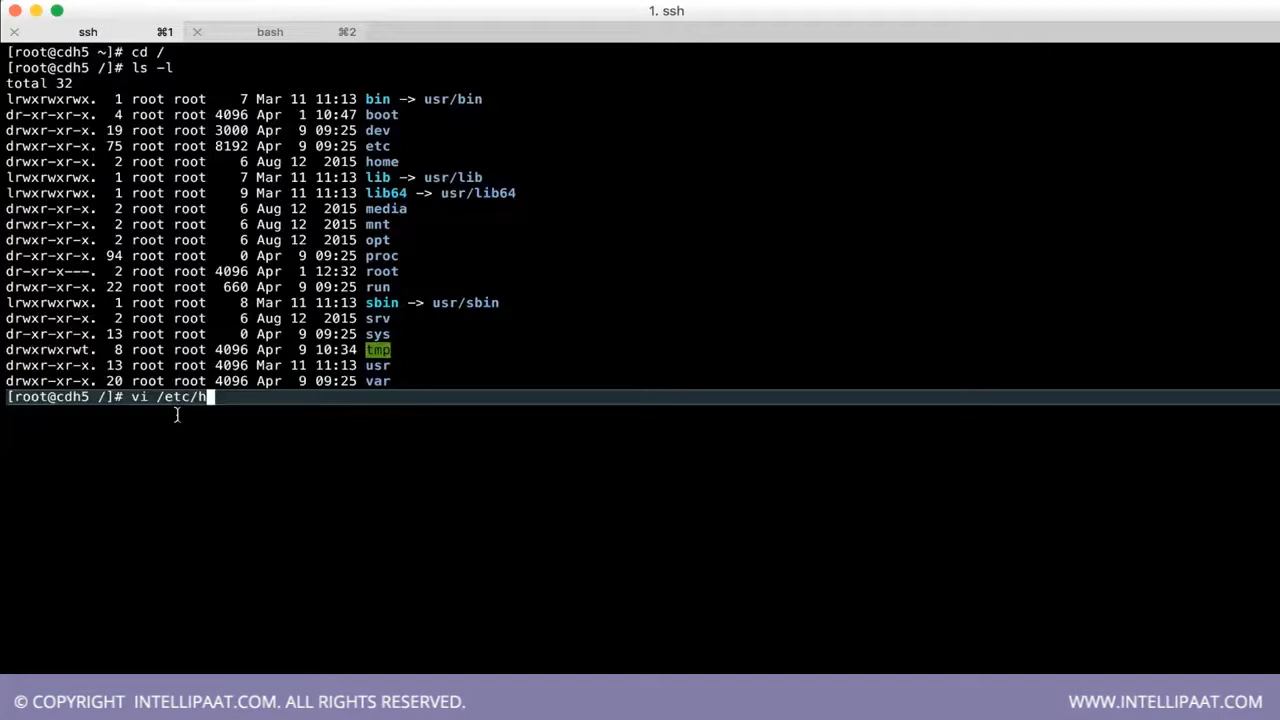 1. ssh
ssh ⌘1 bash ⌘2
[root@cdh5 ~]# cd /
[root@cdh5 /]# ls -l
total 32
lrwxrwxrwx. 1 root root 7 Mar 11 11:13 bin -> usr/bin
dr-xr-xr-x. 4 root root 4096 Apr 1 10:47 boot
drwxr-xr-x. 19 root root 3000 Apr 9 09:25 dev
drwxr-xr-x. 75 root root 8192 Apr 9 09:25 etc
drwxr-xr-x. 2 root root 6 Aug 12 2015 home
lrwxrwxrwx. 1 root root 7 Mar 11 11:13 lib -> usr/lib
lrwxrwxrwx. 1 root root 9 Mar 11 11:13 lib64 -> usr/lib64
drwxr-xr-x. 2 root root 6 Aug 12 2015 media
drwxr-xr-x. 2 root root 6 Aug 12 2015 mnt
drwxr-xr-x. 2 root root 6 Aug 12 2015 opt
dr-xr-xr-x. 94 root root 0 Apr 9 09:25 proc
dr-xr-x---. 2 root root 4096 Apr 1 12:32 root
drwxr-xr-x. 22 root root 660 Apr 9 09:25 run
lrwxrwxrwx. 1 root root 8 Mar 11 11:13 sbin -> usr/sbin
drwxr-xr-x. 2 root root 6 Aug 12 2015 srv
dr-xr-xr-x. 13 root root 0 Apr 9 09:25 sys
drwxrwxrwt. 8 root root 4096 Apr 9 10:34 tmp
drwxr-xr-x. 13 root root 4096 Mar 11 11:13 usr
drwxr-xr-x. 20 root root 4096 Apr 9 09:25 var
[root@cdh5 /]# vi /etc/h
© COPYRIGHT INTELLIPAAT.COM. ALL RIGHTS RESERVED. WWW.INTELLIPAAT.COM